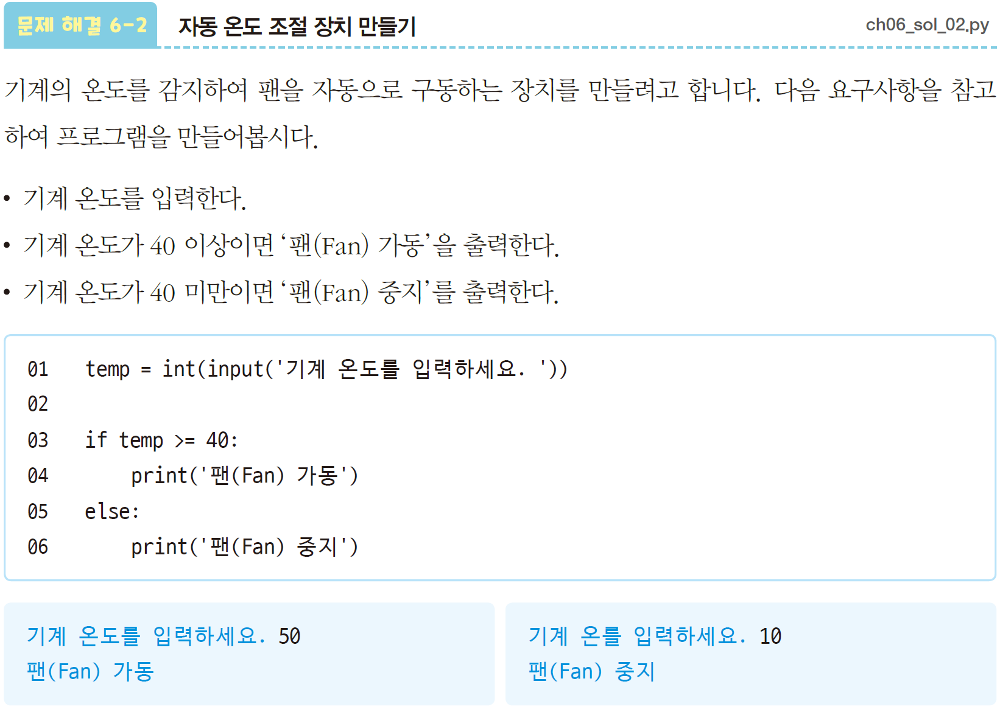 문제 해결 6-2 자동 온도 조절 장치 만들기 ch06_sol_02.py
기계의 온도를 감지하여 팬을 자동으로 구동하는 장치를 만들려고 합니다. 다음 요구사항을 참고
하여 프로그램을 만들어봅시다.
• 기계 온도를 입력한다.
• 기계 온도가 40 이상이면 ‘팬(Fan) 가동’을 출력한다.
• 기계 온도가 40 미만이면 ‘팬(Fan) 중지’를 출력한다.
01 temp = int(input('기계 온도를 입력하세요. '))
02
03 if temp >= 40:
04     print('팬(Fan) 가동')
05 else:
06     print('팬(Fan) 중지')
기계 온도를 입력하세요. 50
팬(Fan) 가동
기계 온를 입력하세요. 10
팬(Fan) 중지